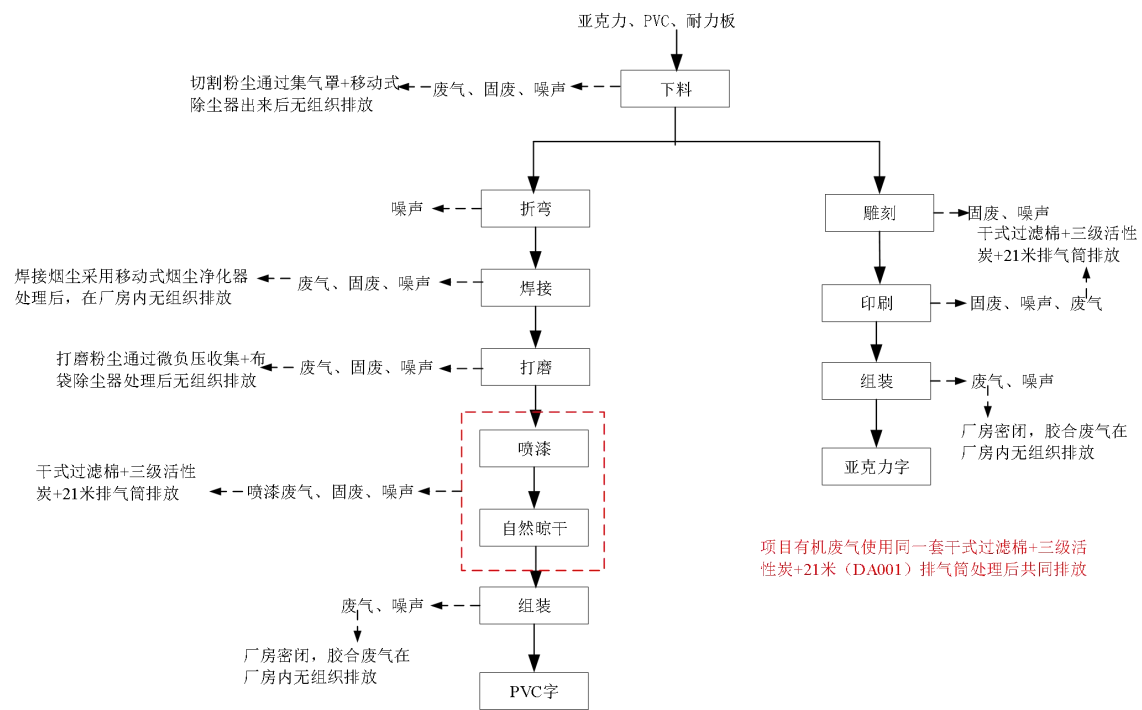 亚克力、PVC、耐力板
切割粉尘通过集气罩+移动式
除尘器出来后无组织排放
废气、固废、噪声
下料
噪声
折弯
焊接烟尘采用移动式烟尘净化器
处理后，在厂房内无组织排放
废气、固废、噪声
焊接
打磨粉尘通过微负压收集+布
袋除尘器处理后无组织排放
废气、固废、噪声
打磨
喷漆
干式过滤棉+三级活性
炭+21米排气筒排放
喷漆废气、固废、噪声
自然晾干
废气、噪声
组装
厂房密闭，胶合废气在
厂房内无组织排放
PVC字
雕刻
固废、噪声
干式过滤棉+三级活性
炭+21米排气筒排放
印刷
固废、噪声、废气
组装
废气、噪声
厂房密闭，胶合废气在
厂房内无组织排放
亚克力字
项目有机废气使用同一套干式过滤棉+三级活
性炭+21米（DA001）排气筒处理后共同排放